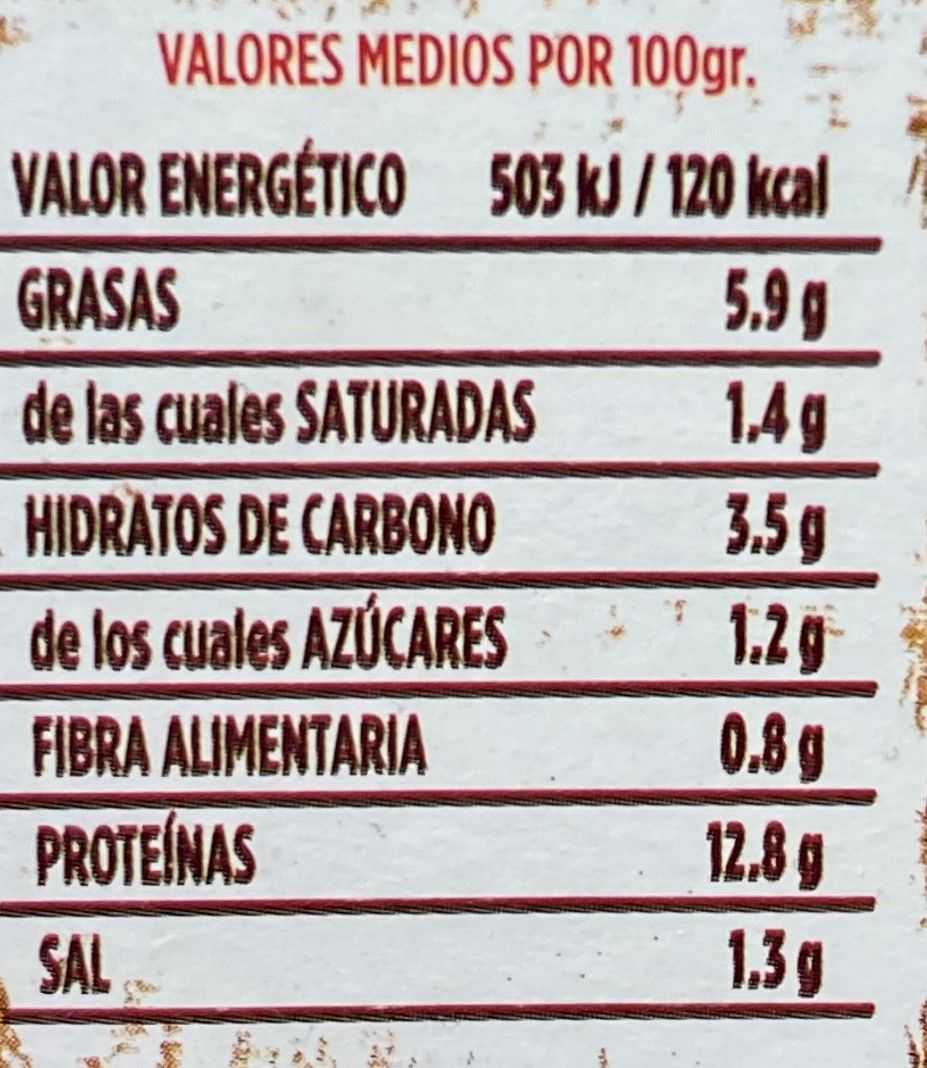 VALORES MEDIOS POR 100gr.
VALOR ENERGÉTICO 503 kJ / 120 kcal
GRASAS 5.9 g
de las cuales SATURADAS 1.4 g
HIDRATOS DE CARBONO 3.5 g
de los cuales AZÚCARES 1.2 g
FIBRA ALIMENTARIA 0.8 g
PROTEÍNAS 12.8 g
SAL 1.3 g